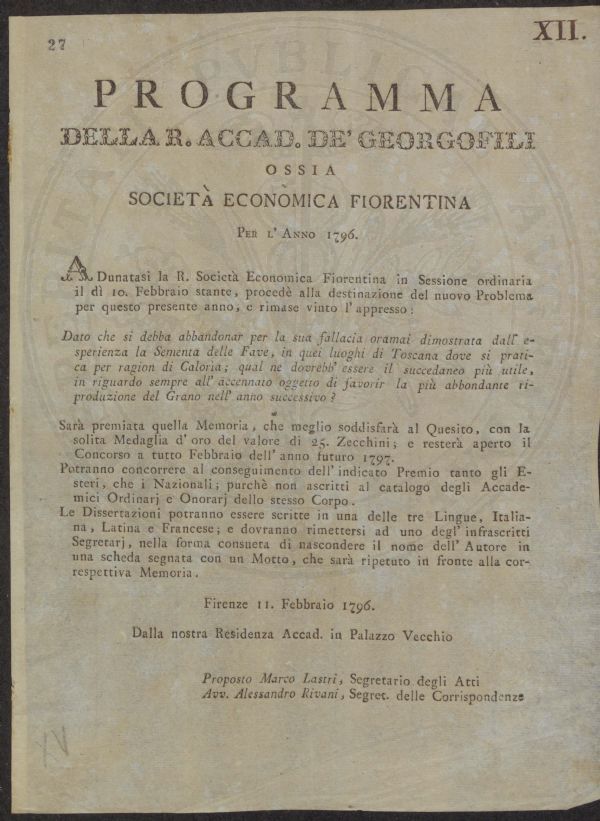 27
XII.
PROGRAMMA
DELLA R. ACCAD. DE' GEORGOFILI
OSSIA
SOCIETÀ ECONÒMICA FIORENTINA
PER L'ANNO 1796.
ADunatasi la R. Società Economica Fiorentina in Sessione ordinaria
il dì 10. Febbraio stante, procedè alla destinazione del nuovo Problema
per questo presente anno, e rimase vinto l'appresso:
Dato che si debba abbandonar per la sua fallacia oramai dimostrata dall' e-
sperienza la Sementa delle Fave, in quei luoghi di Toscana dove si prati-
ca per ragion di Caloria; qual ne dovrebb' essere il succedaneo più utile,
in riguardo sempre all' accennato oggetto di favorir la più abbondante ri-
produzione del Grano nell' anno successivo?
Sarà premiata quella Memoria, che meglio soddisfarà al Quesito, con la
solita Medaglia d'oro del valore di 25. Zecchini; e resterà aperto il
Concorso a tutto Febbraio dell'anno futuro 1797.
Potranno concorrere al conseguimento dell'indicato Premio tanto gli E-
steri, che i Nazionali; purchè non ascritti al catalogo degli Accade-
mici Ordinarj e Onorarj dello stesso Corpo.
Le Dissertazioni potranno essere scritte in una delle tre Lingue, Italia-
na, Latina e Francese; e dovranno rimettersi ad uno degl' infrascritti
Segretarj, nella forma consueta di nascondere il nome dell'Autore in
una scheda segnata con un Motto, che sarà ripetuto in fronte alla cor-
respettiva Memoria.
Firenze 11. Febbraio 1796.
Dalla nostra Residenza Accad. in Palazzo Vecchio
Proposto Marco Lastri, Segretario degli Atti
Avv. Alessandro Rivani, Segret. delle Corrispondenze
XV